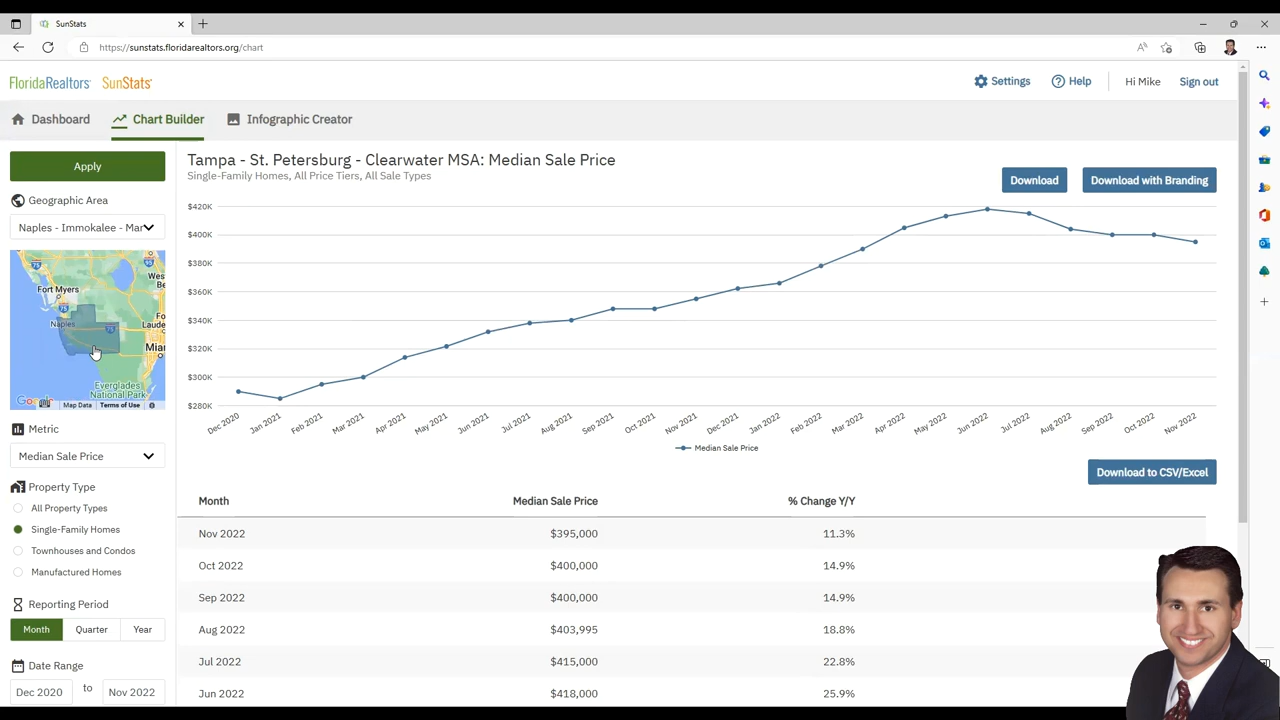 SunStats
https://sunstats.floridarealtors.org/chart
FloridaRealtors SunStats
Settings
Help
Hi Mike
Sign out
Dashboard
Chart Builder
Infographic Creator
Apply
Geographic Area
Naples - Immokalee - Mar
Fort Myers
Wes
Be
Naples
Fort
Laude
Miai
Everglades
National Park
Google
Map Data
Terms of Use
Metric
Median Sale Price
Property Type
All Property Types
Single-Family Homes
Townhouses and Condos
Manufactured Homes
Reporting Period
Month
Quarter
Year
Date Range
Dec 2020
to
Nov 2022
Tampa - St. Petersburg - Clearwater MSA: Median Sale Price
Single-Family Homes, All Price Tiers, All Sale Types
Download
Download with Branding
$420K
$400K
$380K
$360K
$340K
$320K
$300K
$280K
Dec 2020
Jan 2021
Feb 2021
Mar 2021
Apr 2021
May 2021
Jun 2021
Jul 2021
Aug 2021
Sep 2021
Oct 2021
Nov 2021
Dec 2021
Jan 2022
Feb 2022
Mar 2022
Apr 2022
May 2022
Jun 2022
Jul 2022
Aug 2022
Sep 2022
Oct 2022
Nov 2022
Median Sale Price
Download to CSV/Excel
Month Median Sale Price % Change Y/Y
Nov 2022 $395,000 11.3%
Oct 2022 $400,000 14.9%
Sep 2022 $400,000 14.9%
Aug 2022 $403,995 18.8%
Jul 2022 $415,000 22.8%
Jun 2022 $418,000 25.9%